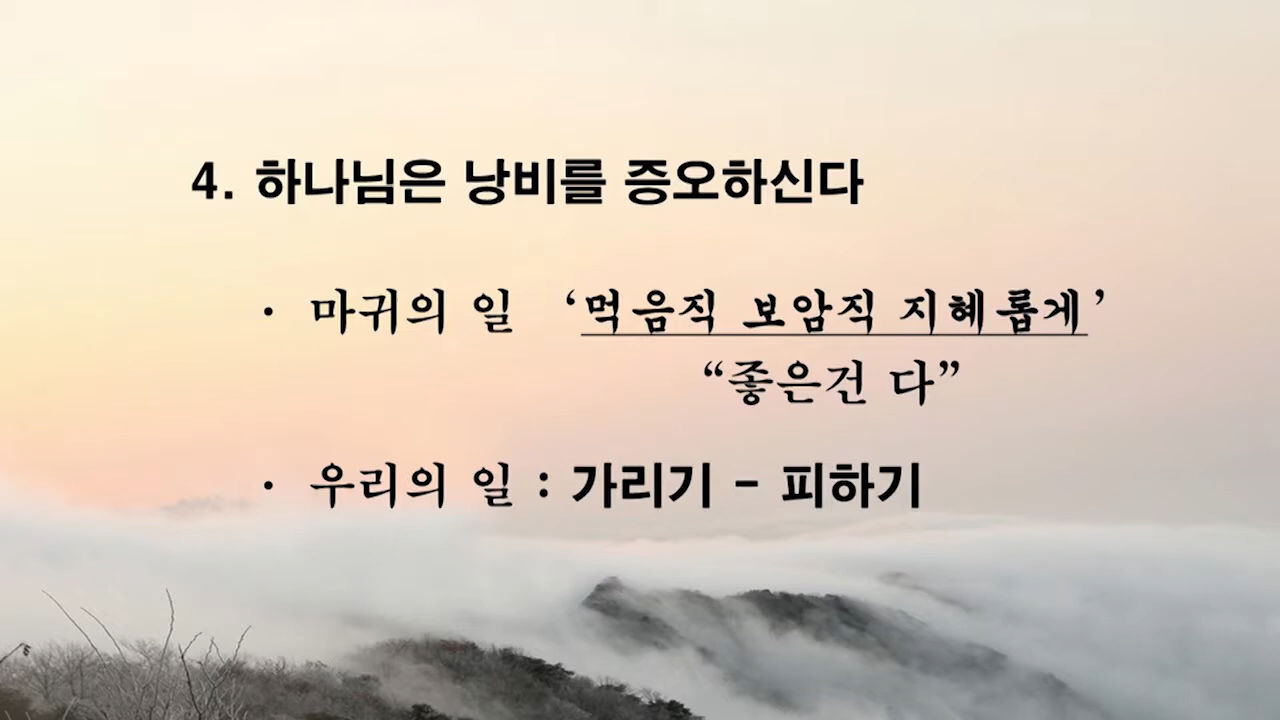 4. 하나님은 낭비를 증오하신다
· 마귀의 일 ‘먹음직 보암직 지혜롭게’
“좋은건 다”
· 우리의 일 : 가리기 - 피하기